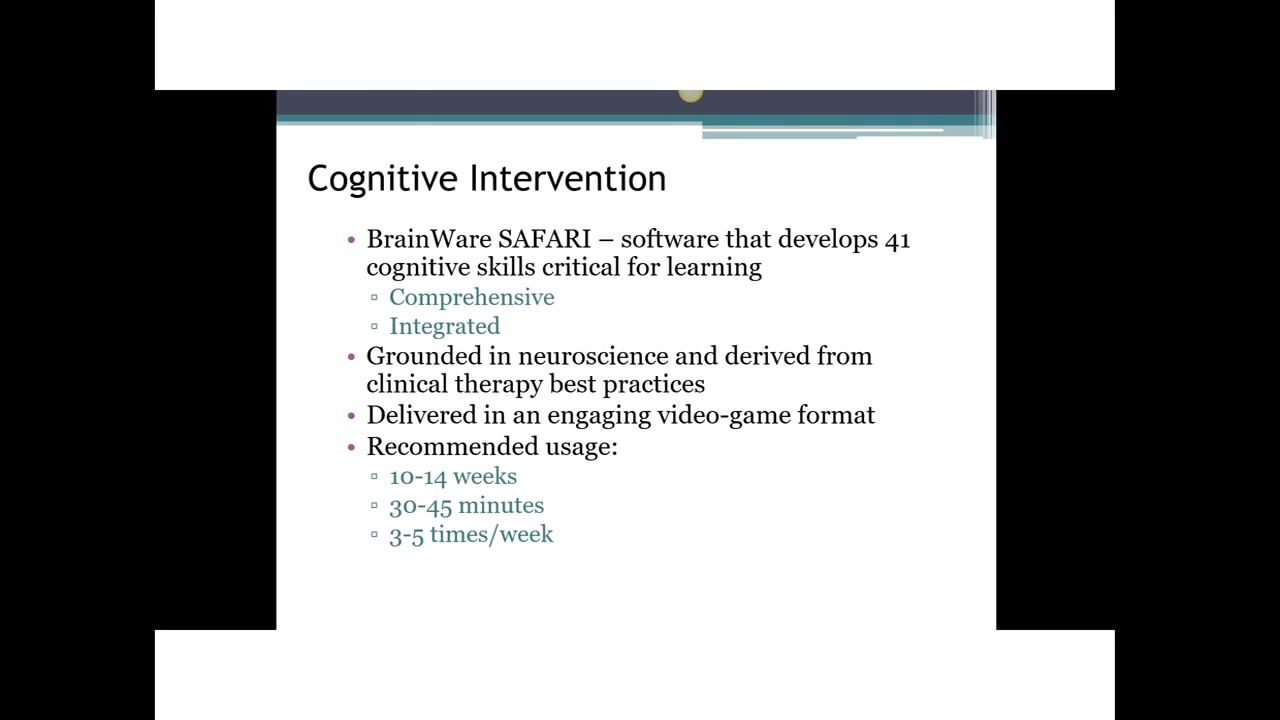 Cognitive Intervention
• BrainWare SAFARI – software that develops 41
cognitive skills critical for learning
▫ Comprehensive
▫ Integrated
• Grounded in neuroscience and derived from
clinical therapy best practices
• Delivered in an engaging video-game format
• Recommended usage:
▫ 10-14 weeks
▫ 30-45 minutes
▫ 3-5 times/week